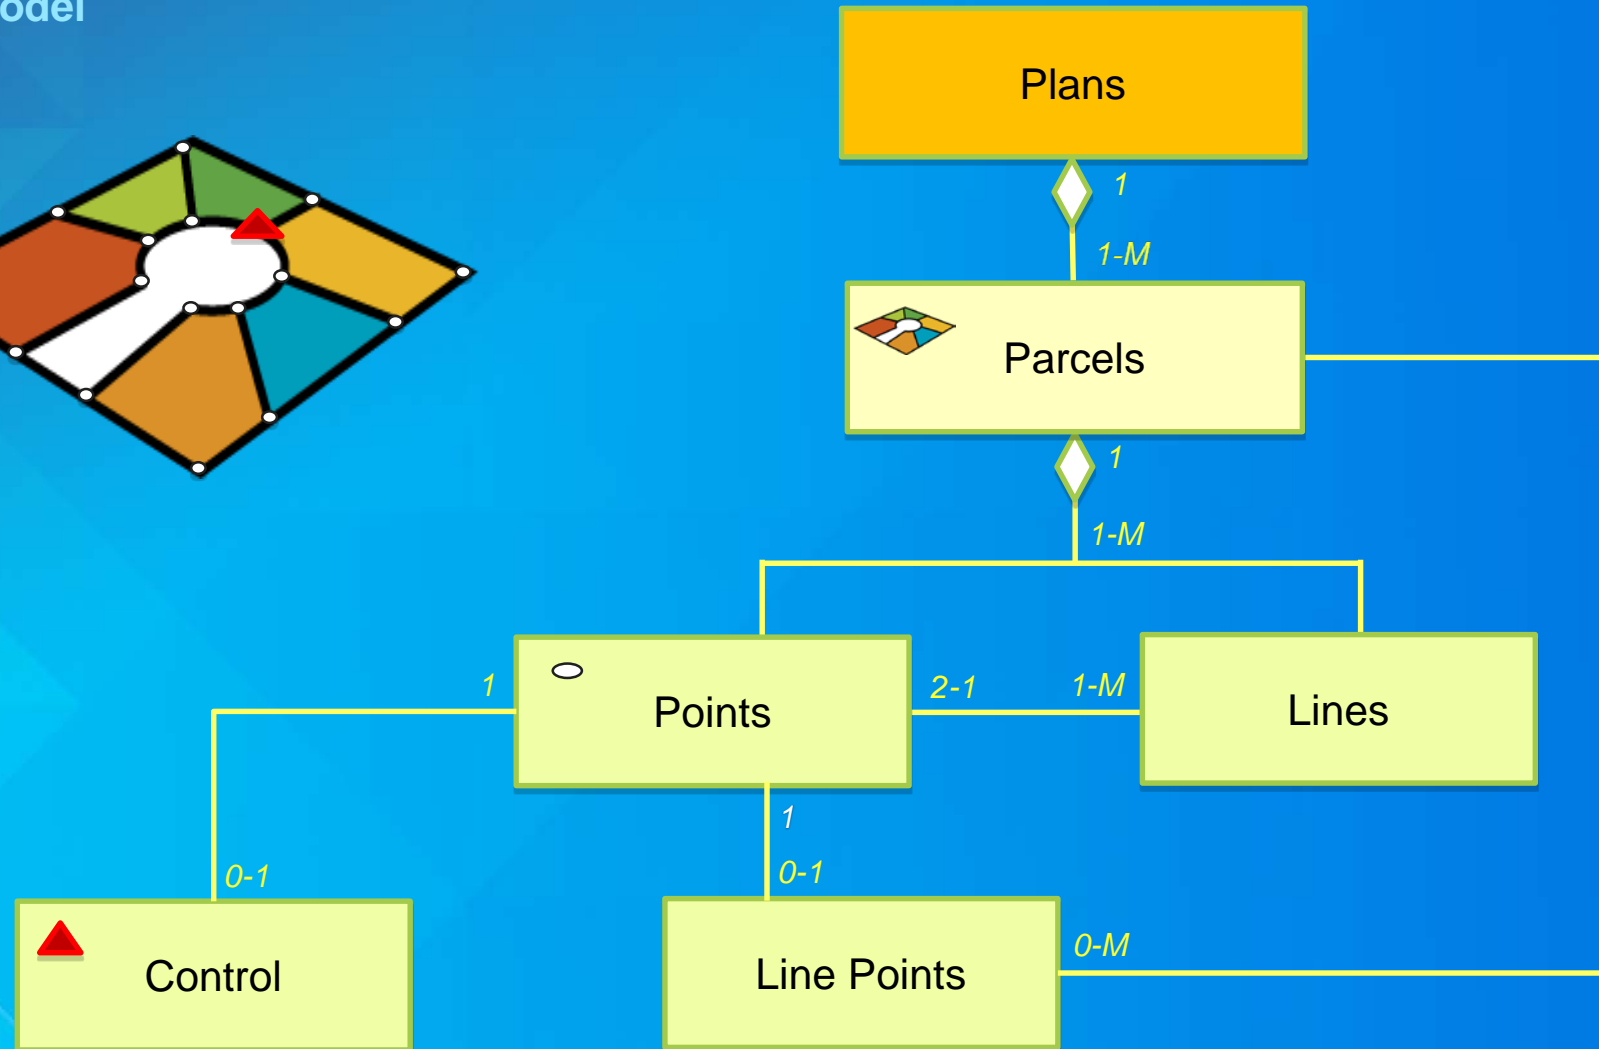 odel
Plans
1
1-M
Parcels
1
1-M
1
Points
2-1
1-M
Lines
1
0-1
0-1
Control
Line Points
0-M